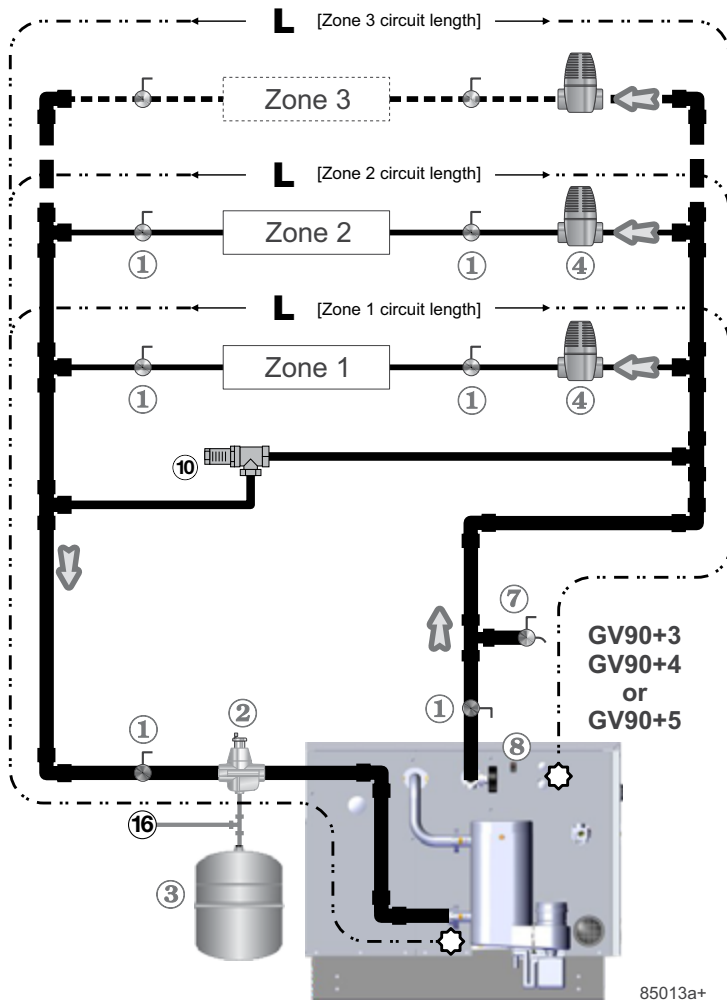 L [Zone 3 circuit length]
Zone 3
L [Zone 2 circuit length]
Zone 2
1 1 4
L [Zone 1 circuit length]
Zone 1
1 1 4
10
7
GV90+3
GV90+4
or
GV90+5
1
2
1
8
16
3
85013a+